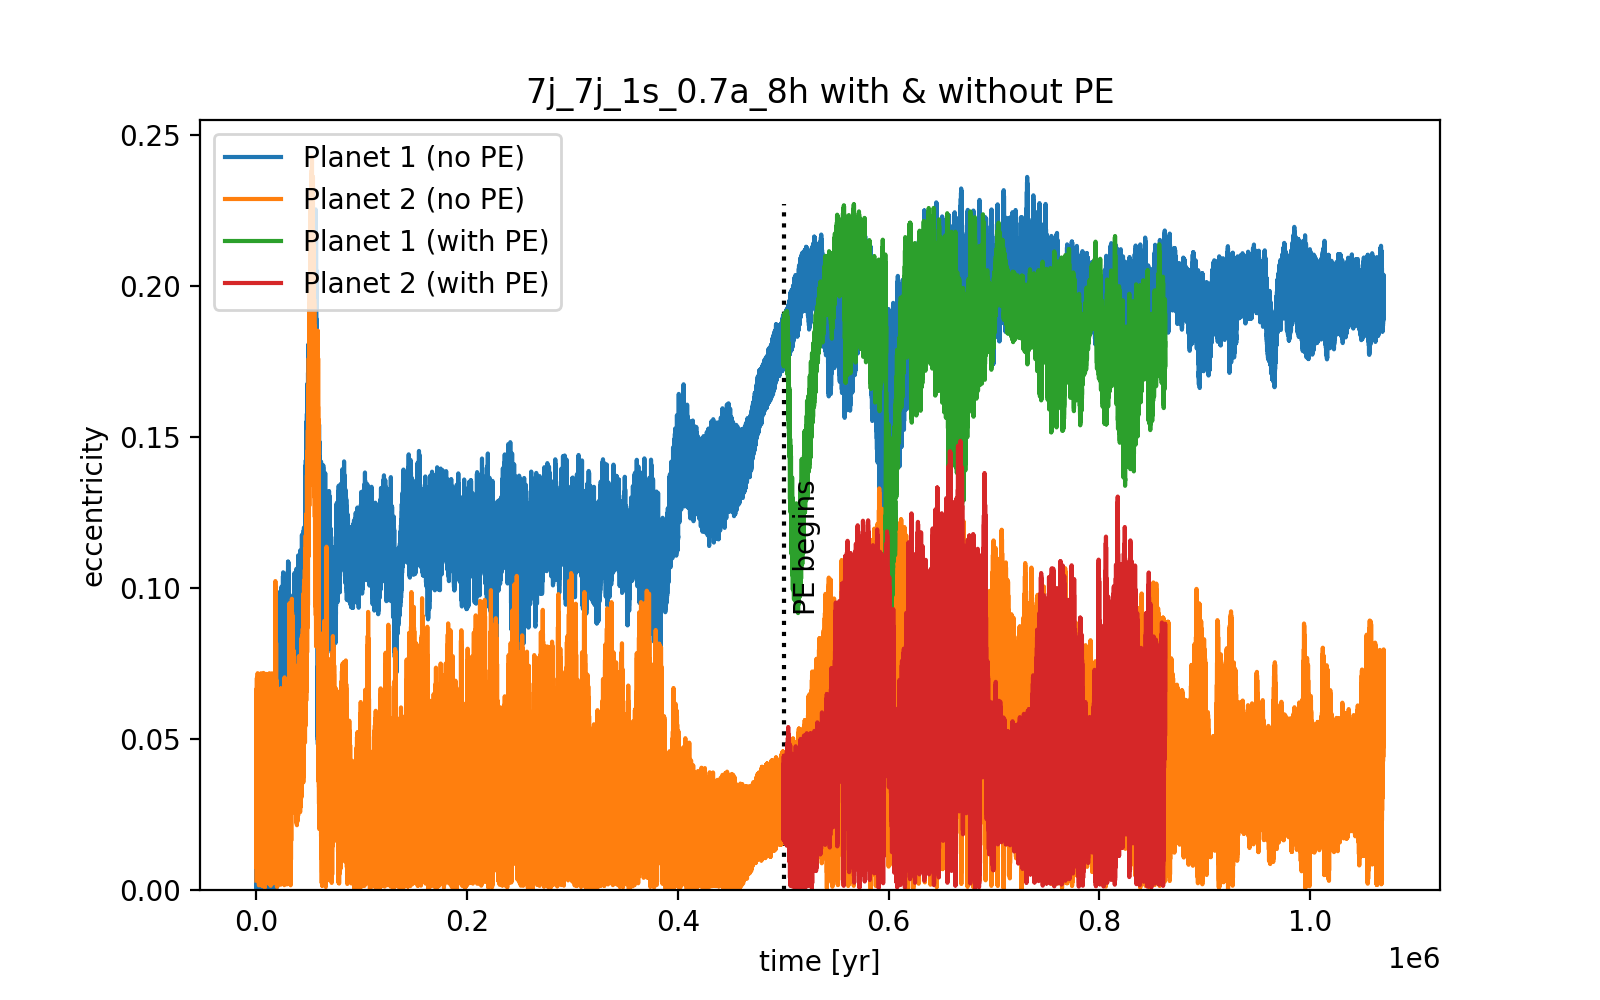 7j_7j_1s_0.7a_8h with & without PE
0.25
0.20
0.15
0.10
0.05
0.00
eccentricity
Planet 1 (no PE)
Planet 2 (no PE)
Planet 1 (with PE)
Planet 2 (with PE)
PE begins
0.0 0.2 0.4 0.6 0.8 1.0
time [yr]
1e6